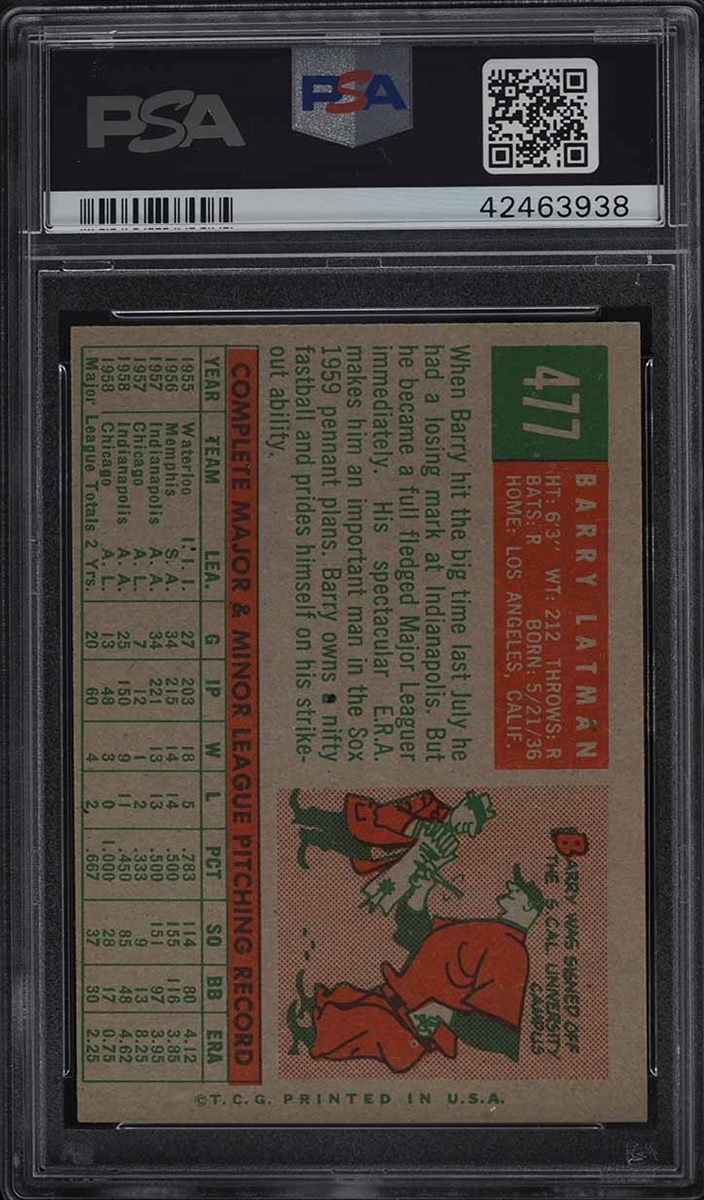 PSA
PSA
42463938
477
BARRY LATMAN
HT: 6'3" WT: 212 THROWS: R
BATS: R BORN: 5/21/36
HOME: LOS ANGELES, CALIF.
When Barry hit the big time last July he
had a losing mark at Indianapolis. But
he became a full fledged Major Leaguer
immediately. His spectacular E.R.A.
makes him an important man in the Sox
1959 pennant plans. Barry owns a nifty
fastball and prides himself on his strike-
out ability.
BARRY WAS SIGNED OFF
THE S. CAL. UNIVERSITY
CAMPUS
COMPLETE MAJOR & MINOR LEAGUE PITCHING RECORD
YEAR TEAM LEA. G IP W L PCT SO BB ERA
1955 Waterloo I.I.I. 27 203 18 5 .783 114 80 4.12
1956 Memphis S.A. 34 215 14 14 .500 155 116 3.85
1957 Indianapolis A.A. 34 221 13 13 .500 151 97 3.95
1957 Chicago A.L. 7 12 1 2 .333 9 13 8.25
1958 Indianapolis A.A. 25 150 9 11 .450 85 48 4.62
1958 Chicago A.L. 13 48 3 0 1.000 28 17 0.75
Major League Totals 2 Yrs. 20 60 4 2 .667 37 30 2.25
©T.C.G. PRINTED IN U.S.A.